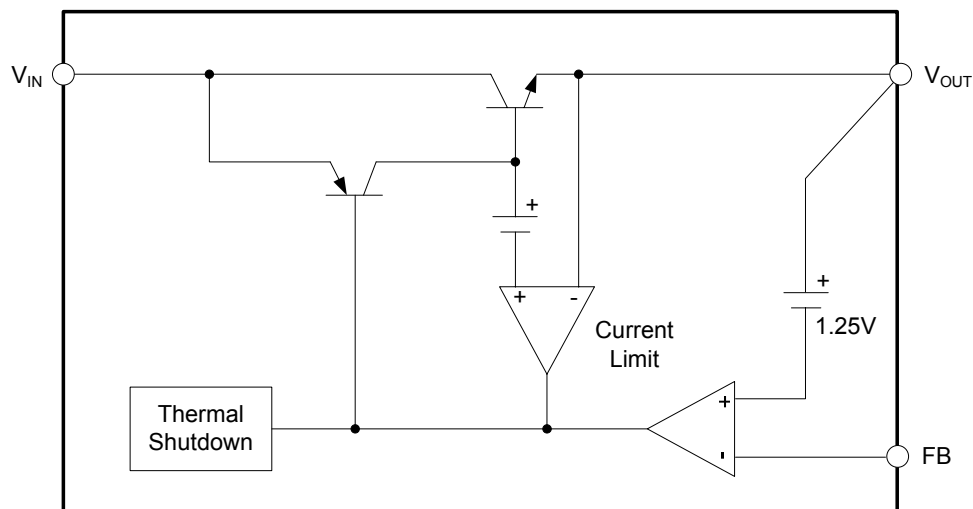 V_IN
V_OUT
+
+
1.25V
+ -
Current
Limit
Thermal
Shutdown
+
-
FB